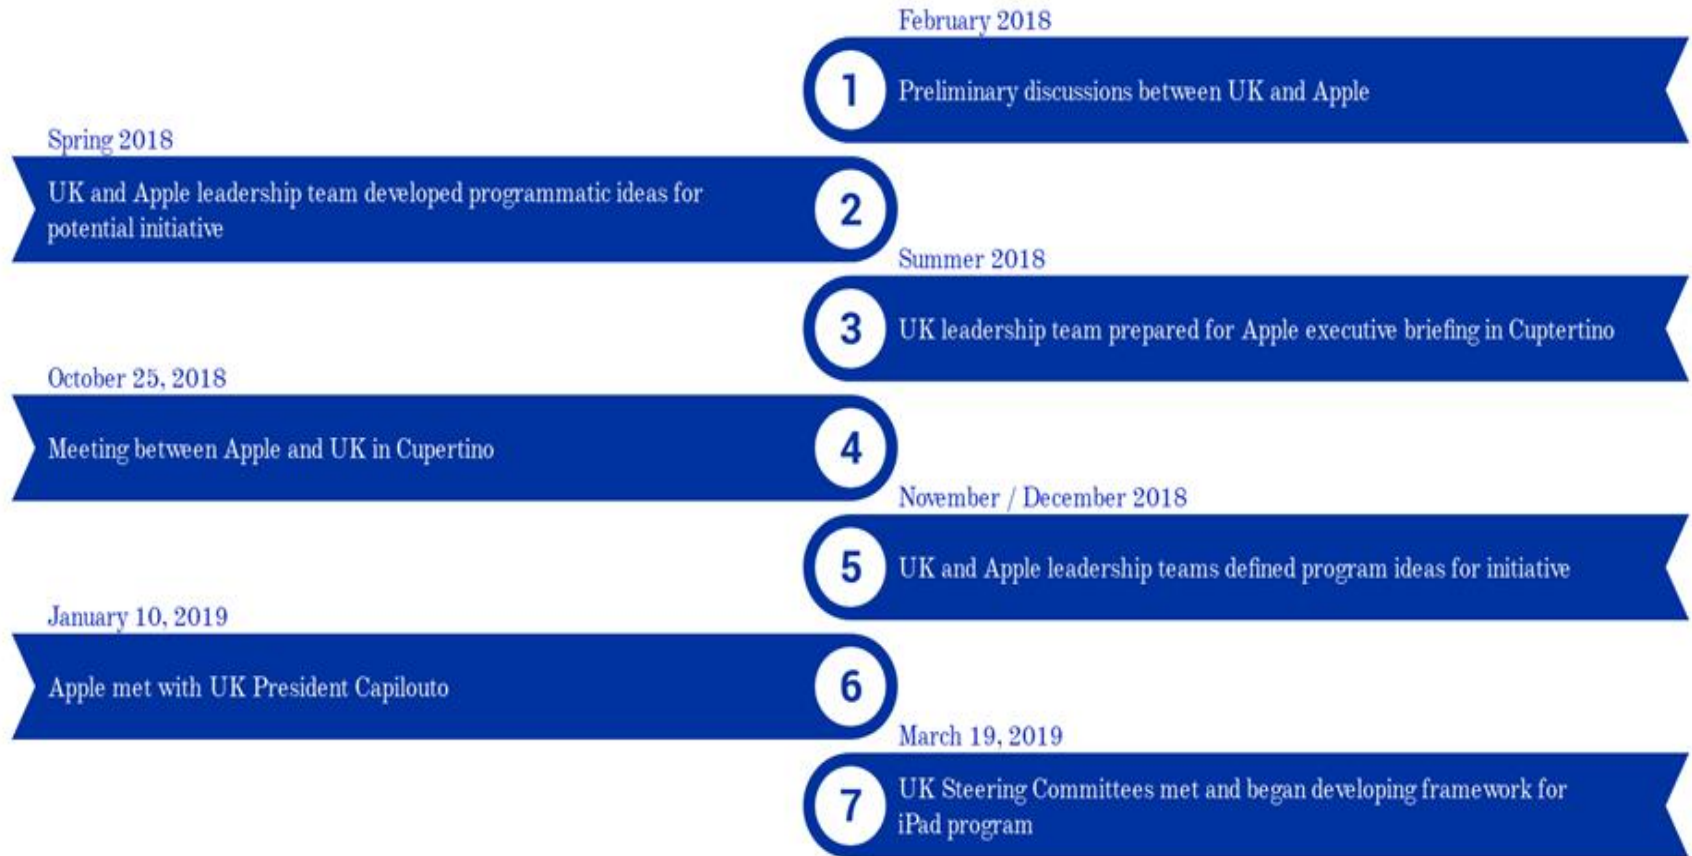 February 2018
1
Preliminary discussions between UK and Apple
Spring 2018
UK and Apple leadership team developed programmatic ideas for
potential initiative
2
Summer 2018
3
UK leadership team prepared for Apple executive briefing in Cuptertino
October 25, 2018
Meeting between Apple and UK in Cupertino
4
November / December 2018
5
UK and Apple leadership teams defined program ideas for initiative
January 10, 2019
Apple met with UK President Capilouto
6
March 19, 2019
7
UK Steering Committees met and began developing framework for
iPad program